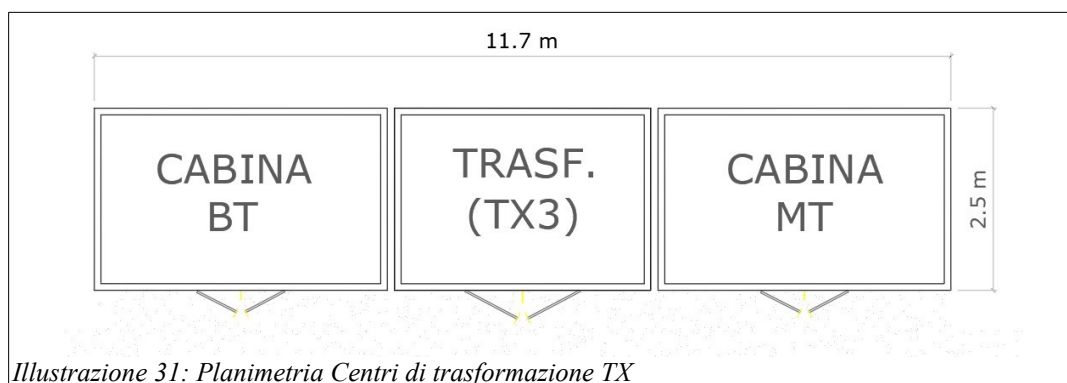 11.7 m
CABINA
BT
TRASF.
(TX3)
CABINA
MT
2.5 m
Illustrazione 31: Planimetria Centri di trasformazione TX